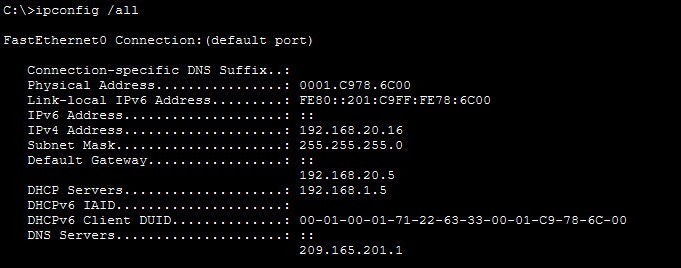 C:\>ipconfig /all
FastEthernet0 Connection:(default port)
Connection-specific DNS Suffix..:
Physical Address................: 0001.C978.6C00
Link-local IPv6 Address.........: FE80::201:C9FF:FE78:6C00
IPv6 Address....................: ::
IPv4 Address....................: 192.168.20.16
Subnet Mask.....................: 255.255.255.0
Default Gateway.................: ::
192.168.20.5
DHCP Servers....................: 192.168.1.5
DHCPv6 IAID.....................:
DHCPv6 Client DUID..............: 00-01-00-01-71-22-63-33-00-01-C9-78-6C-00
DNS Servers.....................: ::
209.165.201.1